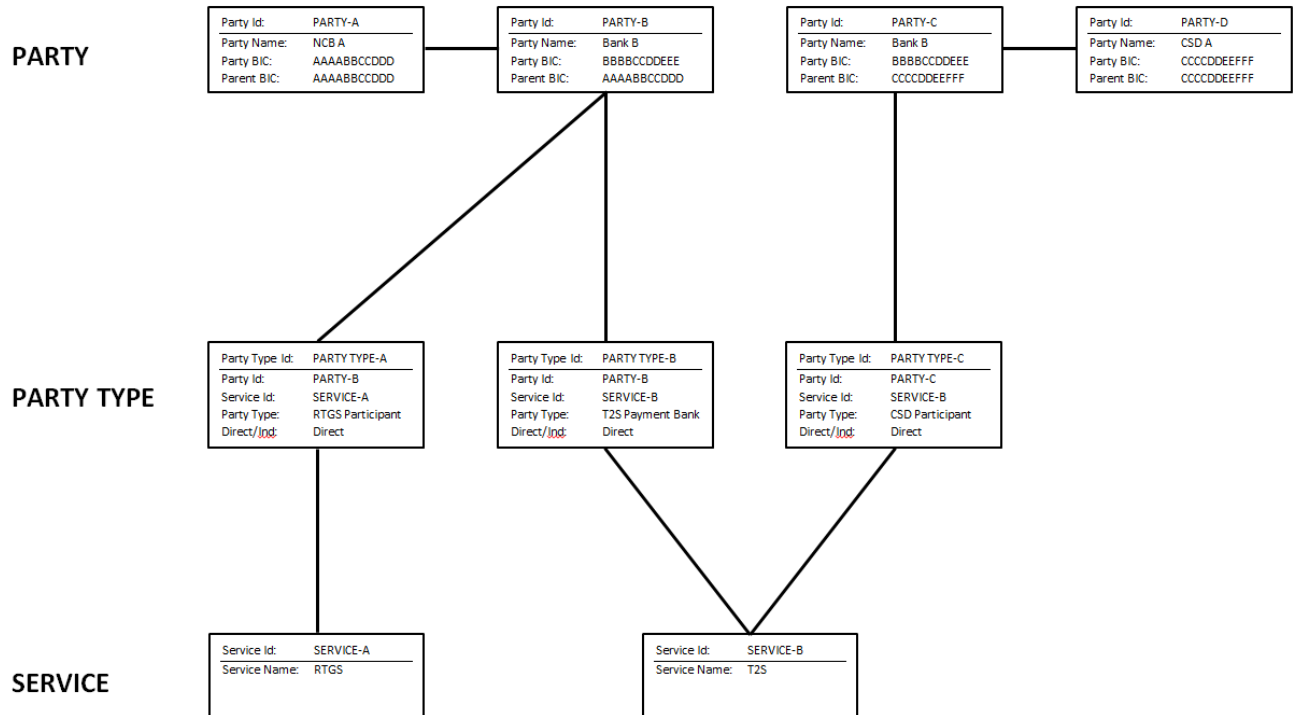 PARTY
Party Id: PARTY-A
Party Name: NCB A
Party BIC: AAAABBCCDDD
Parent BIC: AAAABBCCDDD
Party Id: PARTY-B
Party Name: Bank B
Party BIC: BBBBCCDDEEE
Parent BIC: AAAABBCCDDD
Party Id: PARTY-C
Party Name: Bank B
Party BIC: BBBBCCDDEEE
Parent BIC: CCCCDDEEFFF
Party Id: PARTY-D
Party Name: CSD A
Party BIC: CCCCDDEEFFF
Parent BIC: CCCCDDEEFFF
PARTY TYPE
Party Type Id: PARTY TYPE-A
Party Id: PARTY-B
Service Id: SERVICE-A
Party Type: RTGS Participant
Direct/Ind: Direct
Party Type Id: PARTY TYPE-B
Party Id: PARTY-B
Service Id: SERVICE-B
Party Type: T2S Payment Bank
Direct/Ind: Direct
Party Type Id: PARTY TYPE-C
Party Id: PARTY-C
Service Id: SERVICE-B
Party Type: CSD Participant
Direct/Ind: Direct
SERVICE
Service Id: SERVICE-A
Service Name: RTGS
Service Id: SERVICE-B
Service Name: T2S